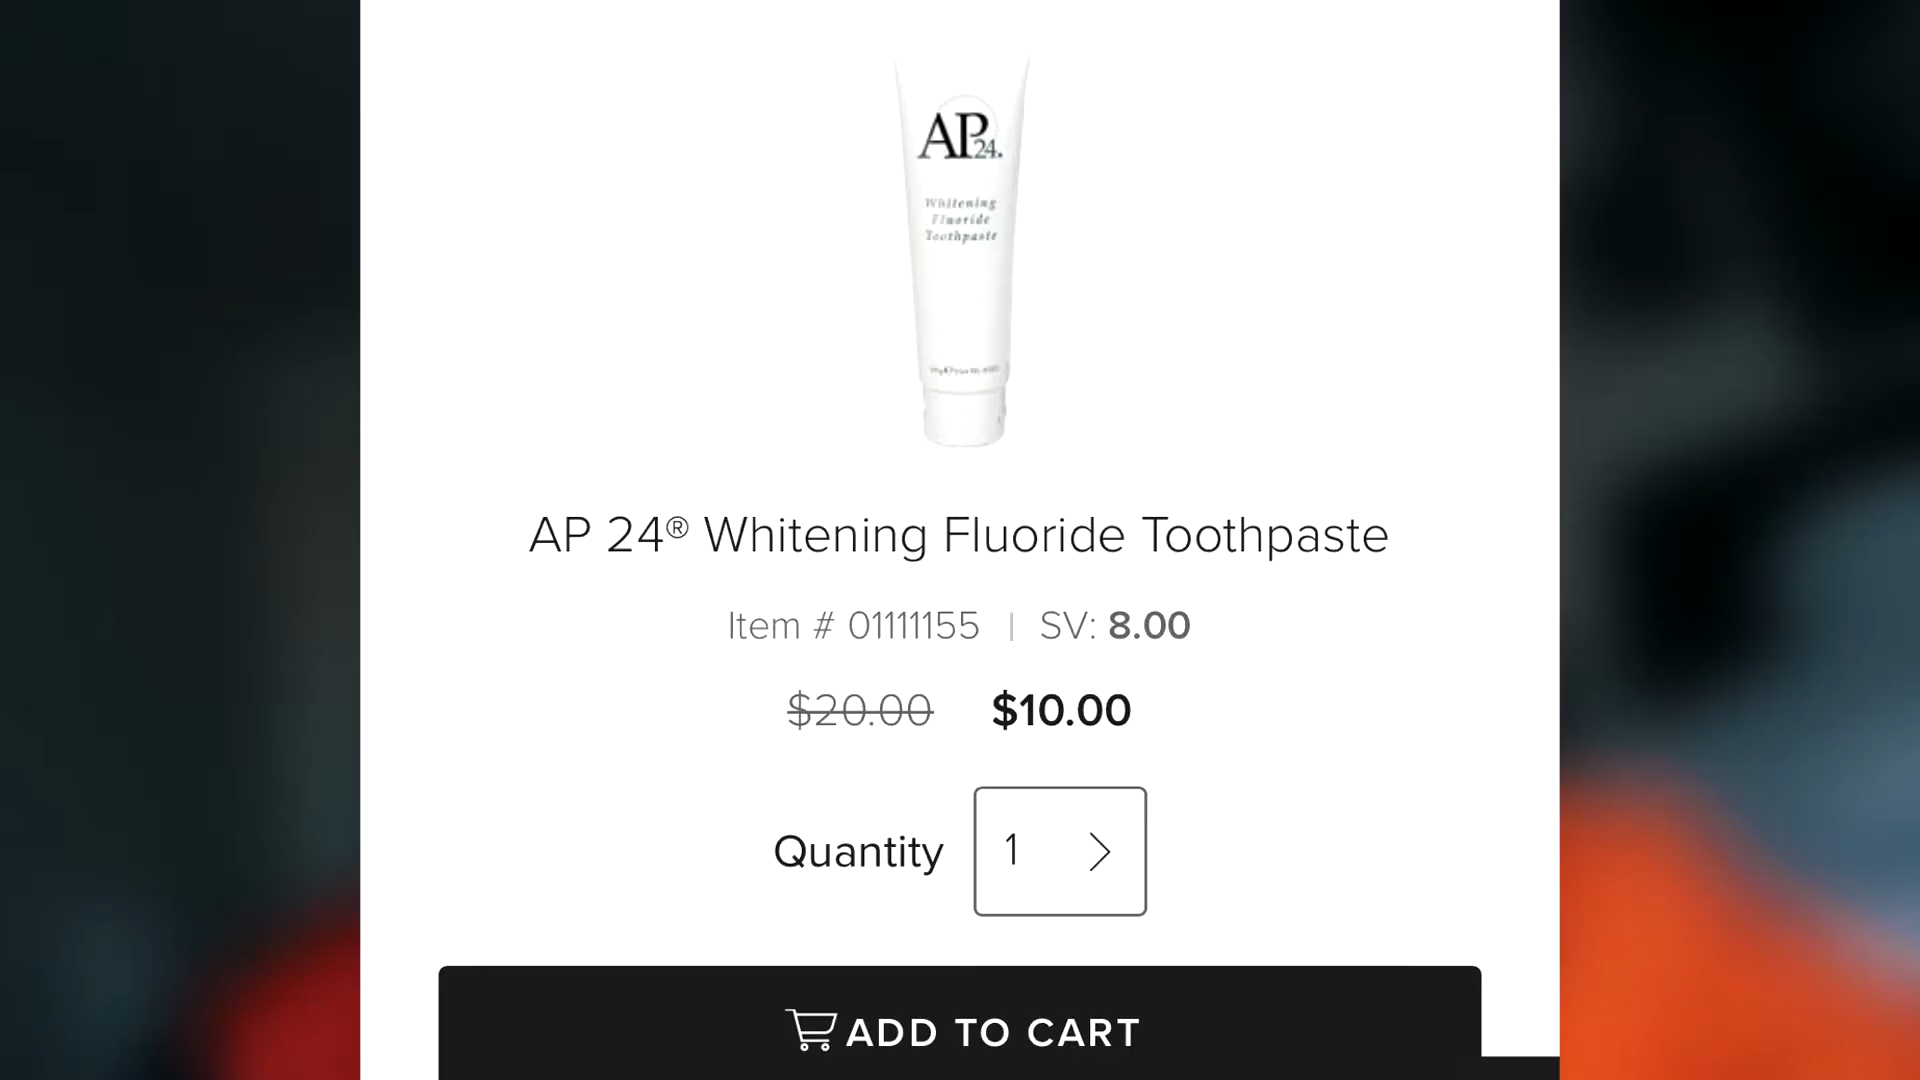 AP24.
Whitening
Fluoride
Toothpaste
AP 24® Whitening Fluoride Toothpaste
Item # 01111155 | SV: 8.00
$20.00 $10.00
Quantity 1
ADD TO CART